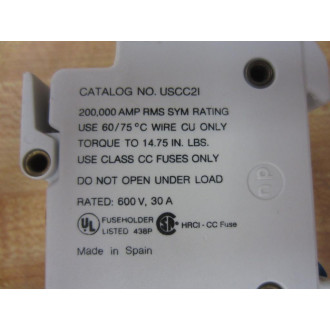 CATALOG NO. USCC2I
200,000 AMP RMS SYM RATING
USE 60/75°C WIRE CU ONLY
TORQUE TO 14.75 IN. LBS.
USE CLASS CC FUSES ONLY
DO NOT OPEN UNDER LOAD
RATED: 600 V, 30 A
UL FUSEHOLDER LISTED 438P SA HRCI - CC Fuse
Made in Spain